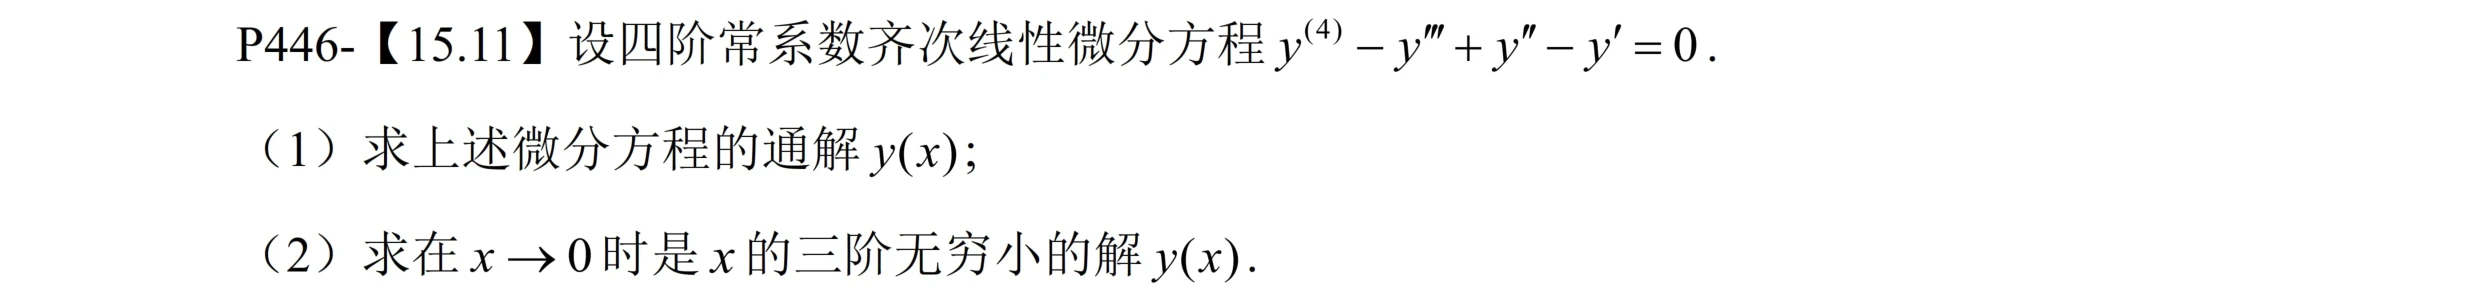 P446-【15.11】设四阶常系数齐次线性微分方程 $y^{(4)} - y''' + y'' - y' = 0$.
（1）求上述微分方程的通解 $y(x)$;
（2）求在 $x \to 0$ 时是 $x$ 的三阶无穷小的解 $y(x)$.